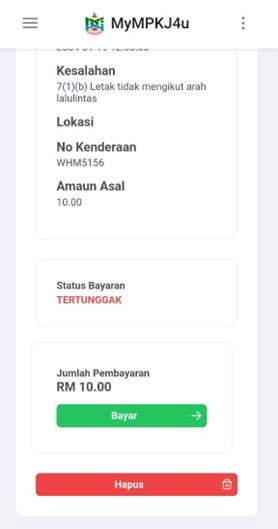 MyMPKJ4u
Kesalahan
7(1)(b) Letak tidak mengikut arah
lalulintas
Lokasi
No Kenderaan
WHM5156
Amaun Asal
10.00
Status Bayaran
TERTUNGGAK
Jumlah Pembayaran
RM 10.00
Bayar
Hapus